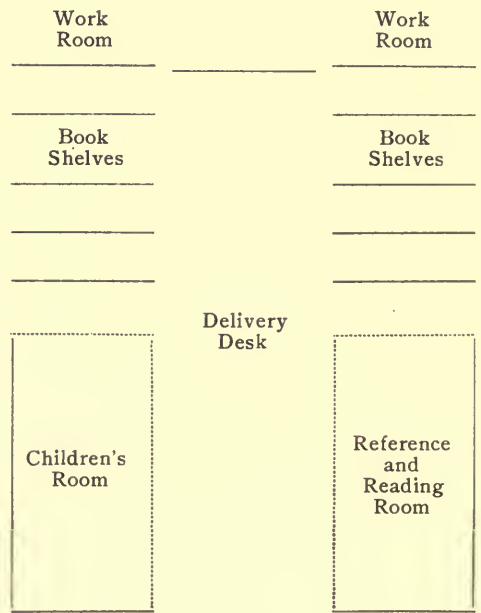 Work
Room
Work
Room
Book
Shelves
Book
Shelves
Delivery
Desk
Children's
Room
Reference
and
Reading
Room